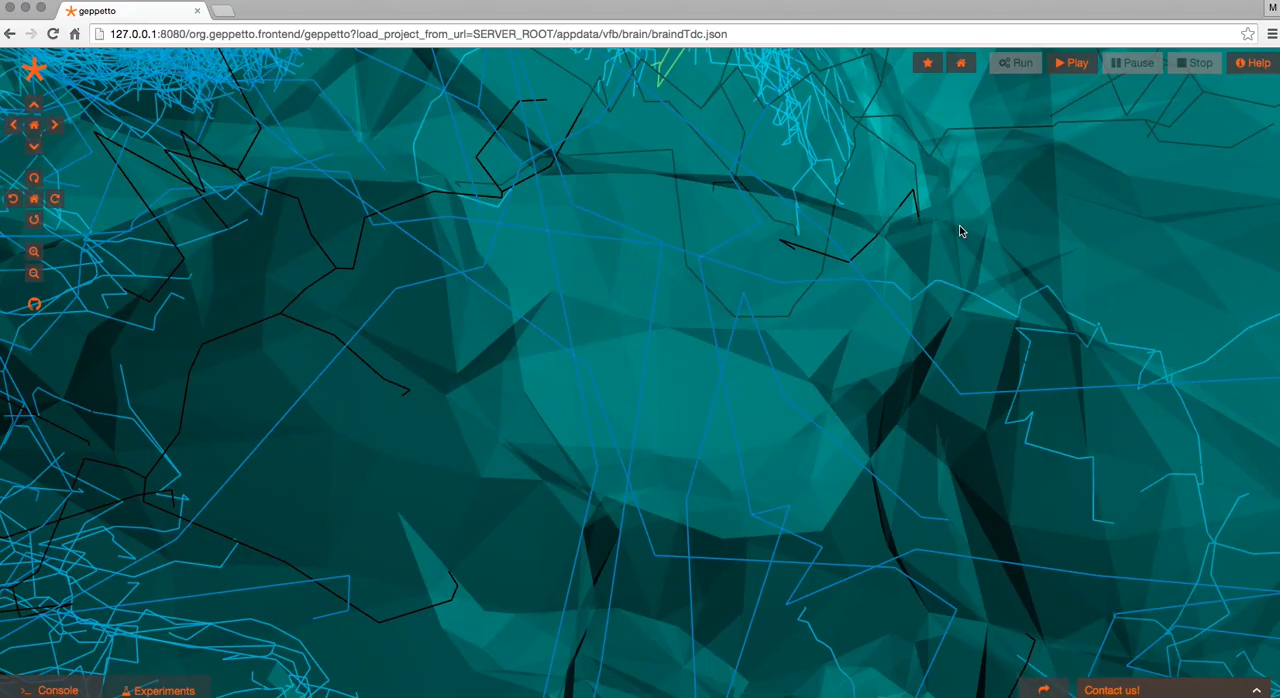 geppetto
M
127.0.0.1:8080/org.geppetto.frontend/geppetto?load_project_from_url=SERVER_ROOT/appdata/vfb/brain/braindTdc.json
Run Play Pause Stop Help
>_ Console Experiments Contact us!